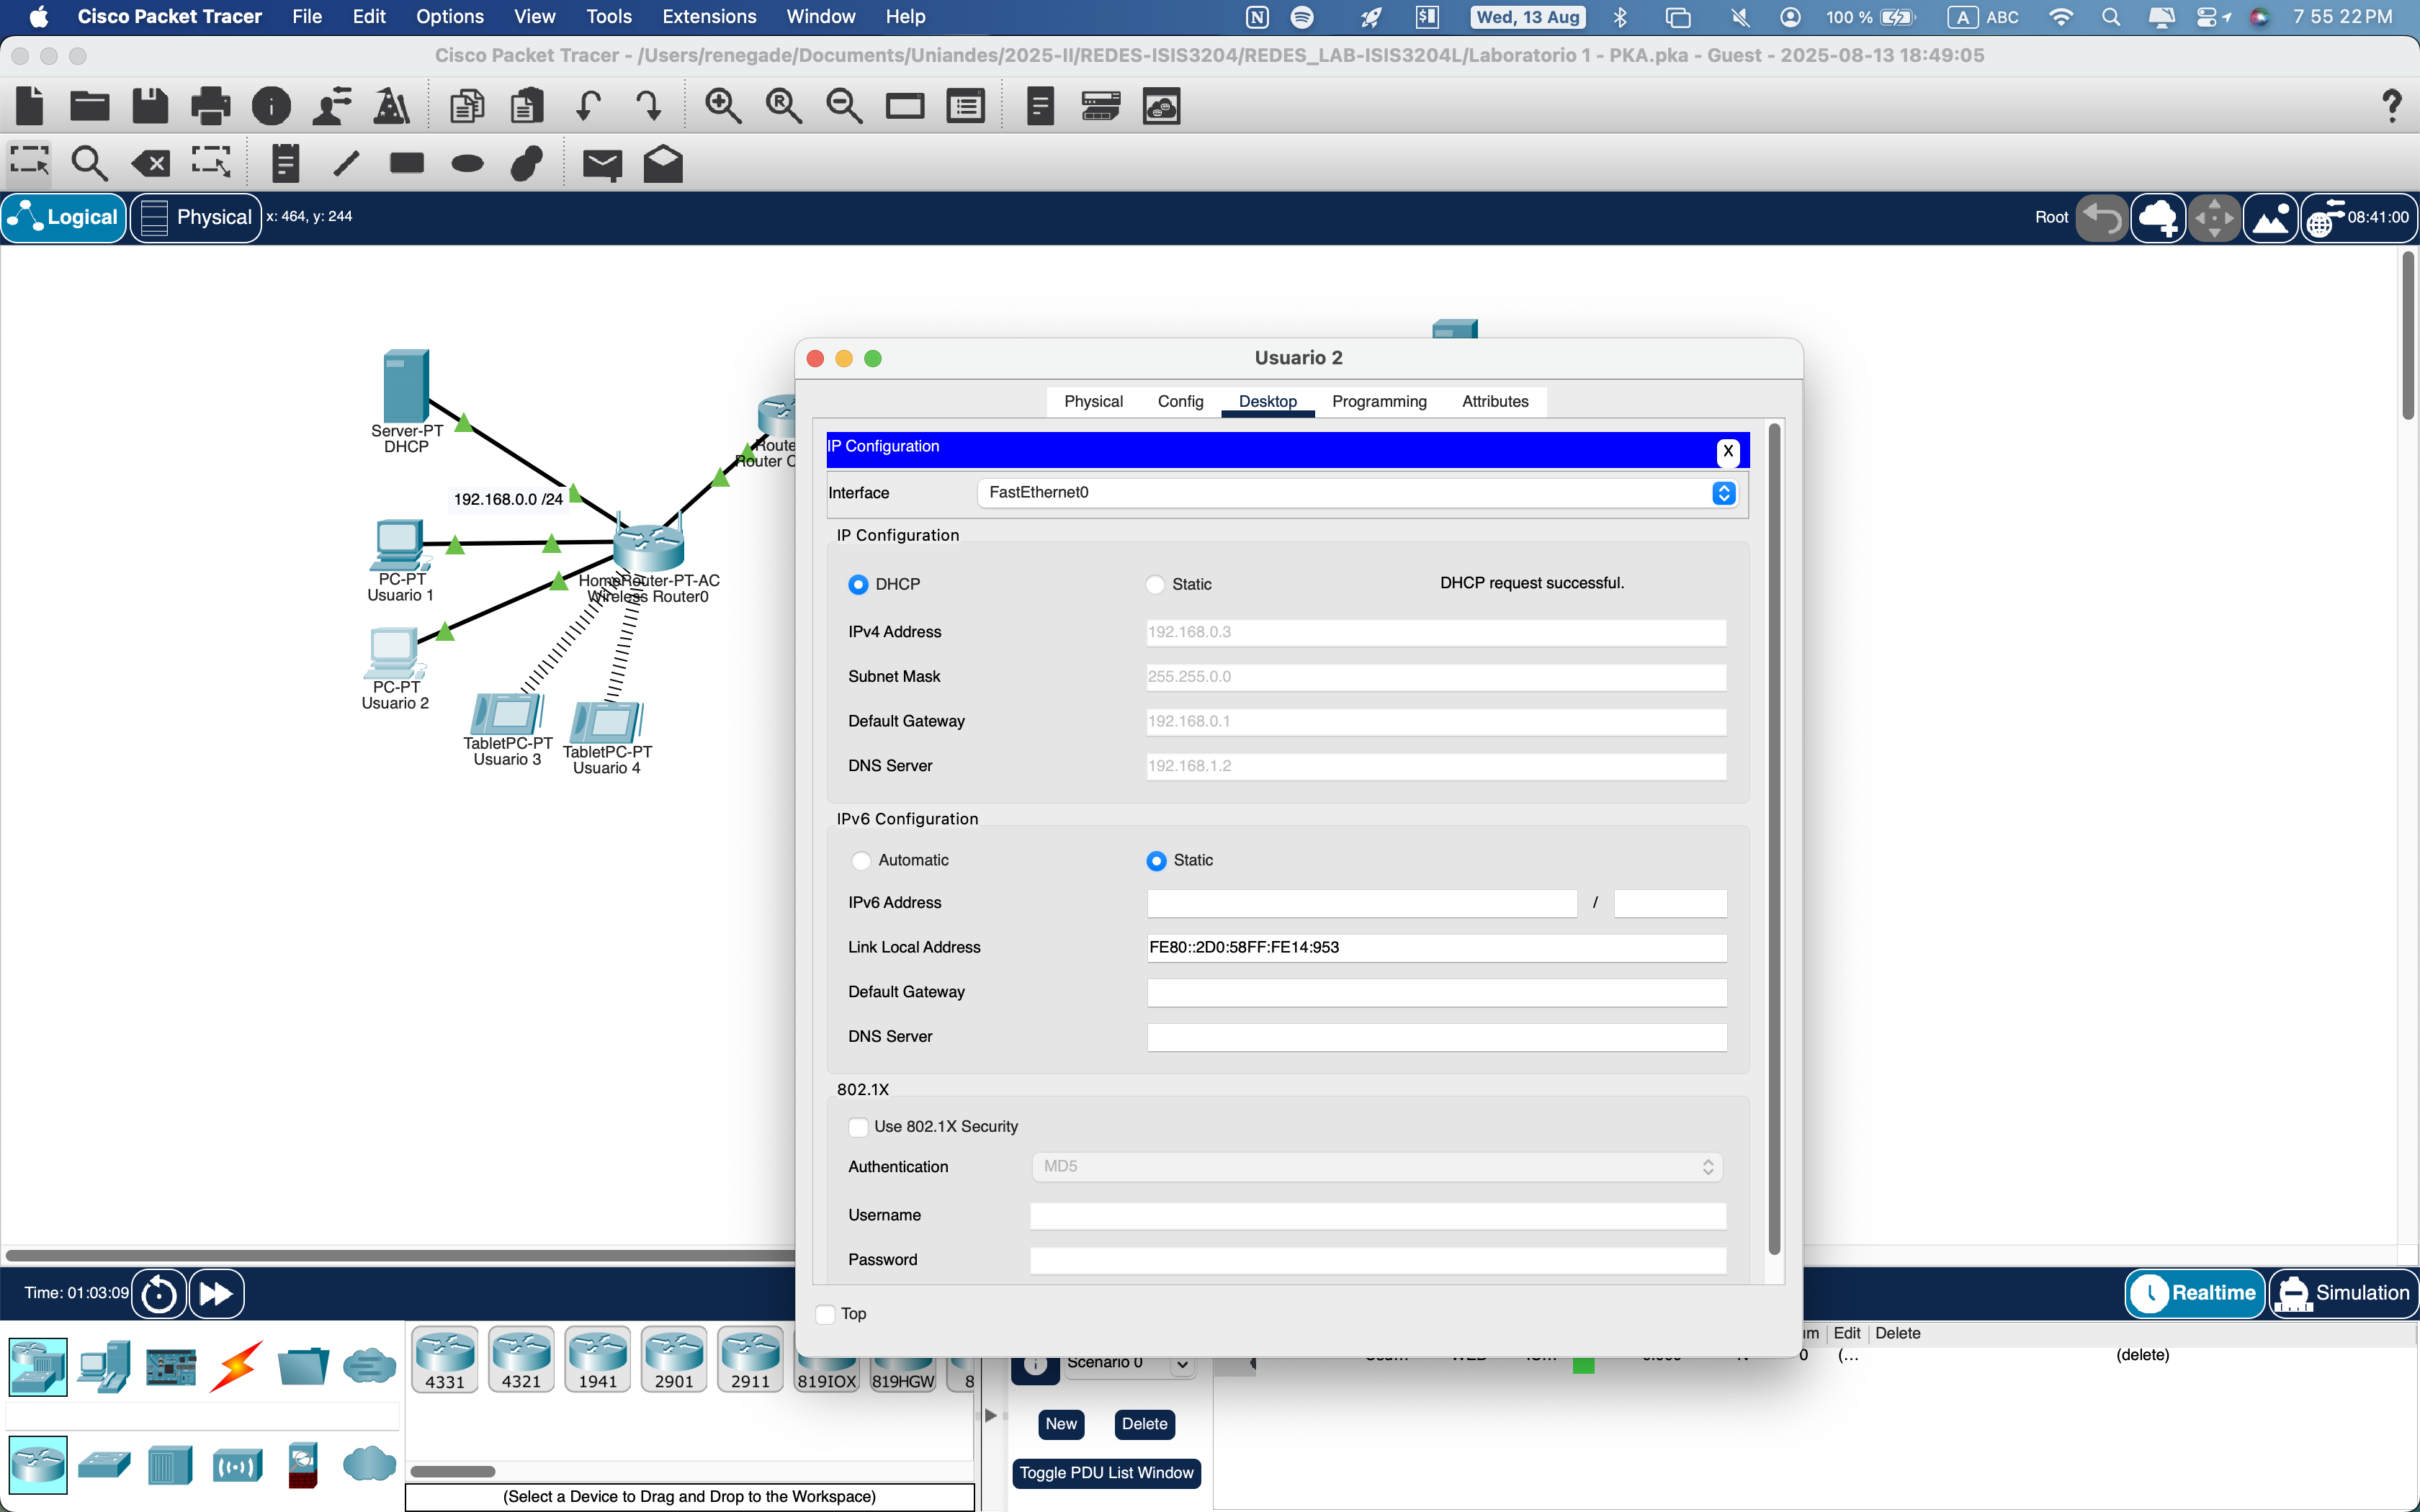 Cisco Packet Tracer File Edit Options View Tools Extensions Window Help Wed, 13 Aug 100 % A ABC 7 55 22 PM
Cisco Packet Tracer - /Users/renegade/Documents/Uniandes/2025-II/REDES-ISIS3204/REDES_LAB-ISIS3204L/Laboratorio 1 - PKA.pka - Guest - 2025-08-13 18:49:05
Logical Physical x: 464, y: 244 Root 08:41:00
Server-PT
DHCP
192.168.0.0 /24
PC-PT
Usuario 1
PC-PT
Usuario 2
HomeRouter-PT-AC
Wireless Router0
Route
Router C
TabletPC-PT
Usuario 3
TabletPC-PT
Usuario 4
Usuario 2
Physical Config Desktop Programming Attributes
IP Configuration X
Interface FastEthernet0
IP Configuration
DHCP Static DHCP request successful.
IPv4 Address 192.168.0.3
Subnet Mask 255.255.0.0
Default Gateway 192.168.0.1
DNS Server 192.168.1.2
IPv6 Configuration
Automatic Static
IPv6 Address /
Link Local Address FE80::2D0:58FF:FE14:953
Default Gateway
DNS Server
802.1X
Use 802.1X Security
Authentication MD5
Username
Password
Top
Time: 01:03:09 Realtime Simulation
4331 4321 1941 2901 2911 819IOX 819HGW 8
(Select a Device to Drag and Drop to the Workspace)
Scenario 0
New Delete
Toggle PDU List Window
Edit Delete
0 (... (delete)